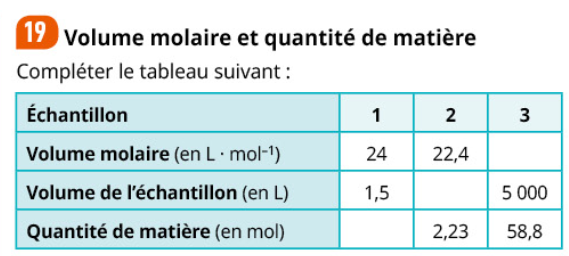 19 Volume molaire et quantité de matière
Compléter le tableau suivant :
Échantillon 1 2 3
Volume molaire (en L · mol⁻¹) 24 22,4
Volume de l’échantillon (en L) 1,5 5 000
Quantité de matière (en mol) 2,23 58,8